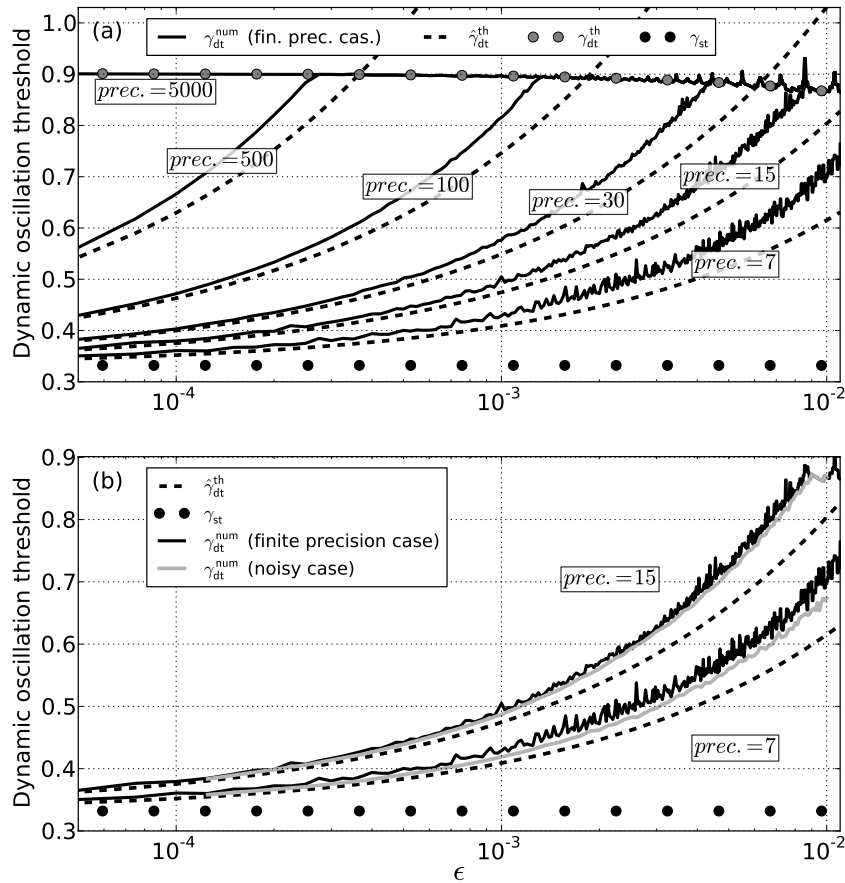 (a)
γ_dt^num (fin. prec. cas.) γ̂_dt^th γ_dt^th γ_st
Dynamic oscillation threshold
1.0
0.9
0.8
0.7
0.6
0.5
0.4
0.3
prec. = 5000
prec. = 500
prec. = 100
prec. = 30
prec. = 15
prec. = 7
10^-4 10^-3 10^-2
(b)
γ̂_dt^th
γ_st
γ_dt^num (finite precision case)
γ_dt^num (noisy case)
Dynamic oscillation threshold
0.9
0.8
0.7
0.6
0.5
0.4
0.3
prec. = 15
prec. = 7
10^-4 10^-3 10^-2
ϵ